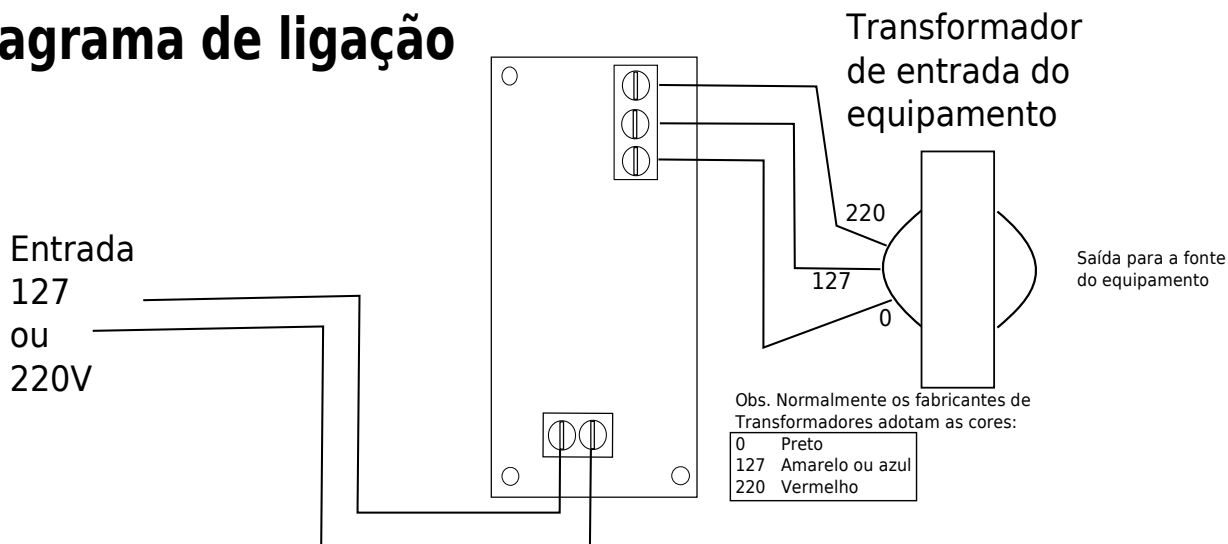 agrama de ligação
Transformador
de entrada do
equipamento
Entrada
127
ou
220V
220
127
0
Saída para a fonte
do equipamento
Obs. Normalmente os fabricantes de
Transformadores adotam as cores:
0 Preto
127 Amarelo ou azul
220 Vermelho